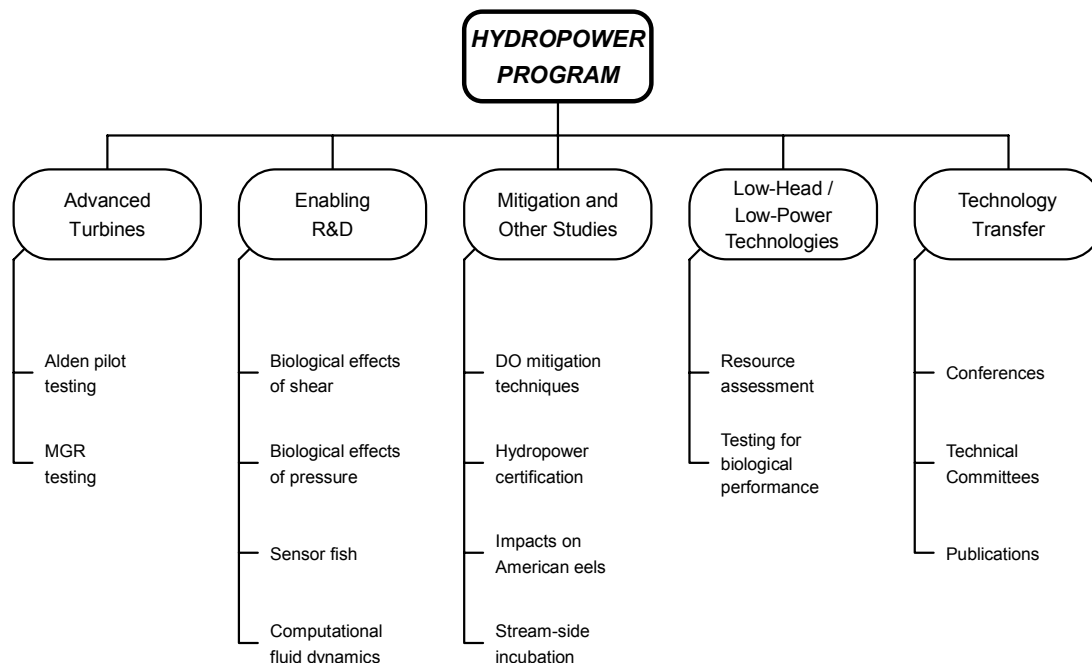 HYDROPOWER
PROGRAM
Advanced
Turbines
Enabling
R&D
Mitigation and
Other Studies
Low-Head /
Low-Power
Technologies
Technology
Transfer
Alden pilot
testing
MGR
testing
Biological effects
of shear
Biological effects
of pressure
Sensor fish
Computational
fluid dynamics
DO mitigation
techniques
Hydropower
certification
Impacts on
American eels
Stream-side
incubation
Resource
assessment
Testing for
biological
performance
Conferences
Technical
Committees
Publications